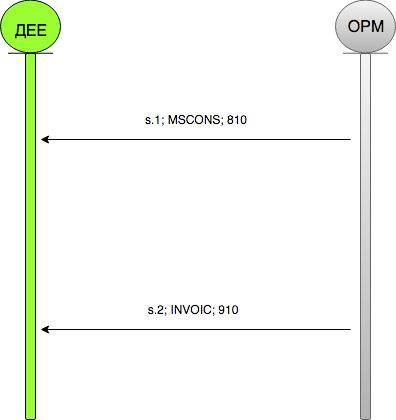 ДЕЕ
ОРМ
s.1; MSCONS; 810
s.2; INVOIC; 910